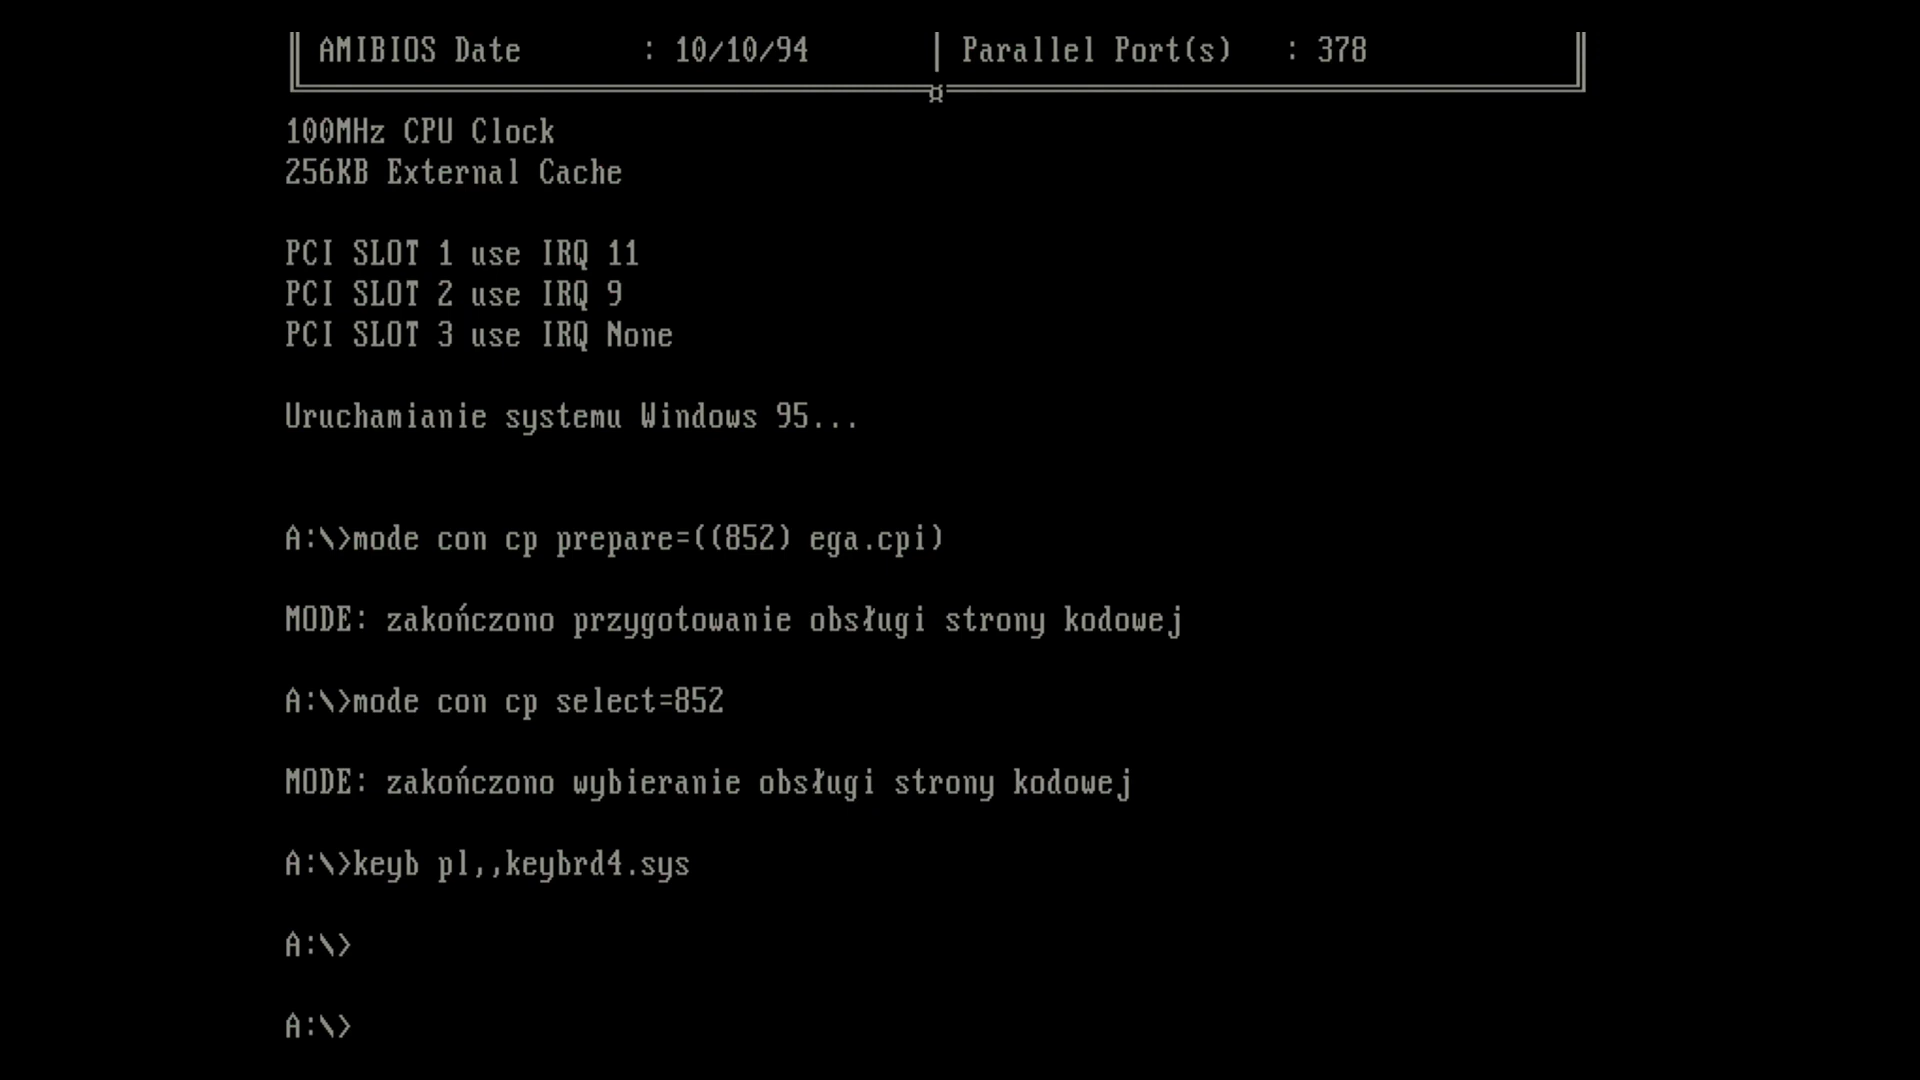 AMIBIOS Date : 10/10/94 | Parallel Port(s) : 378
100MHz CPU Clock
256KB External Cache
PCI SLOT 1 use IRQ 11
PCI SLOT 2 use IRQ 9
PCI SLOT 3 use IRQ None
Uruchamianie systemu Windows 95...
A:\>mode con cp prepare=((852) ega.cpi)
MODE: zakończono przygotowanie obsługi strony kodowej
A:\>mode con cp select=852
MODE: zakończono wybieranie obsługi strony kodowej
A:\>keyb pl,,keybrd4.sys
A:\>
A:\>